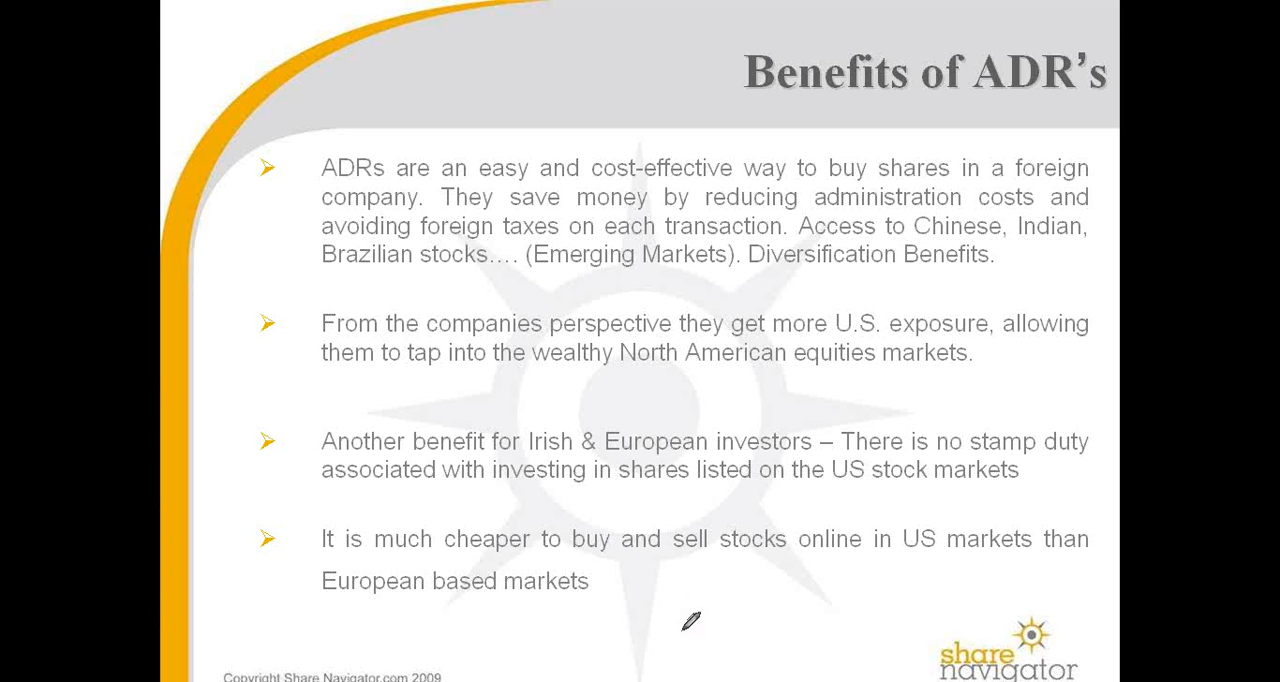 Benefits of ADR’s
ADRs are an easy and cost-effective way to buy shares in a foreign
company. They save money by reducing administration costs and
avoiding foreign taxes on each transaction. Access to Chinese, Indian,
Brazilian stocks…. (Emerging Markets). Diversification Benefits.
From the companies perspective they get more U.S. exposure, allowing
them to tap into the wealthy North American equities markets.
Another benefit for Irish & European investors – There is no stamp duty
associated with investing in shares listed on the US stock markets
It is much cheaper to buy and sell stocks online in US markets than
European based markets
Copyright Share Navigator.com 2009
share
navigator